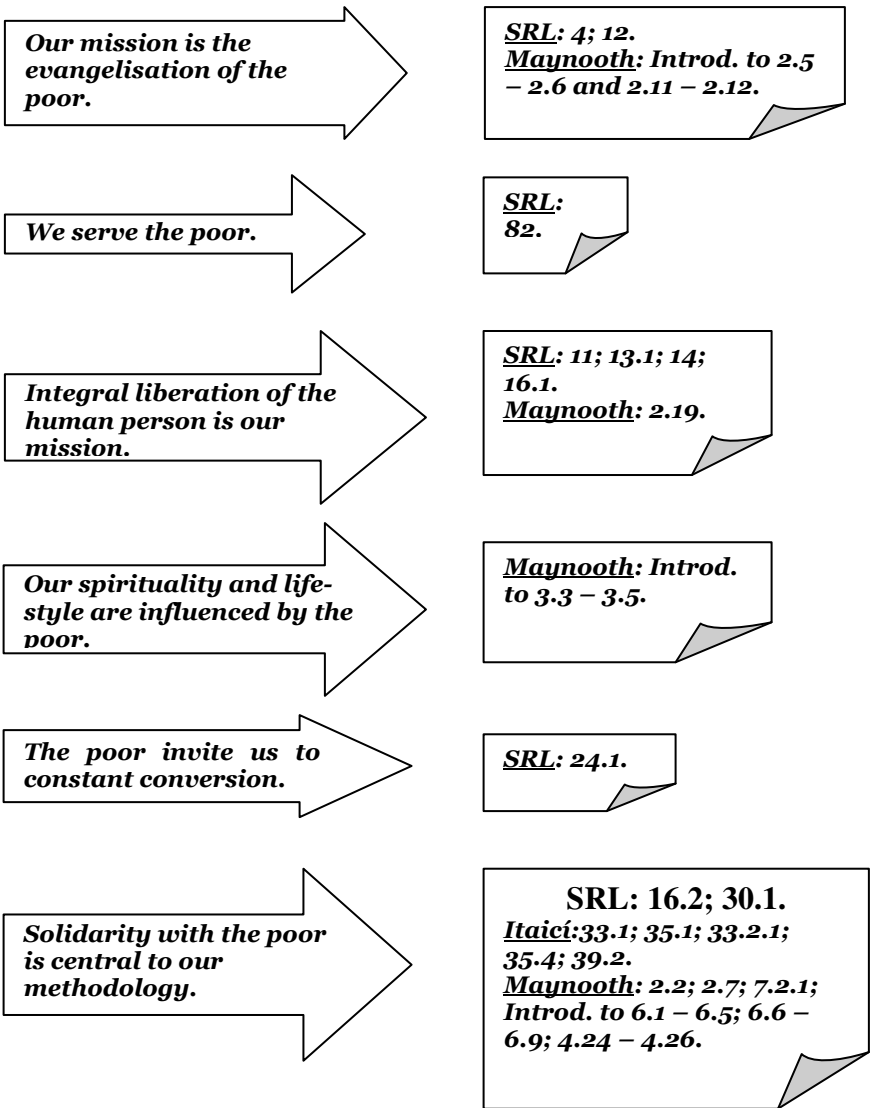 Our mission is the
evangelisation of the
poor.
SRL: 4; 12.
Maynooth: Introd. to 2.5
– 2.6 and 2.11 – 2.12.
We serve the poor.
SRL:
82.
Integral liberation of the
human person is our
mission.
SRL: 11; 13.1; 14;
16.1.
Maynooth: 2.19.
Our spirituality and life-
style are influenced by the
poor.
Maynooth: Introd.
to 3.3 – 3.5.
The poor invite us to
constant conversion.
SRL: 24.1.
Solidarity with the poor
is central to our
methodology.
SRL: 16.2; 30.1.
Itaicí:33.1; 35.1; 33.2.1;
35.4; 39.2.
Maynooth: 2.2; 2.7; 7.2.1;
Introd. to 6.1 – 6.5; 6.6 –
6.9; 4.24 – 4.26.